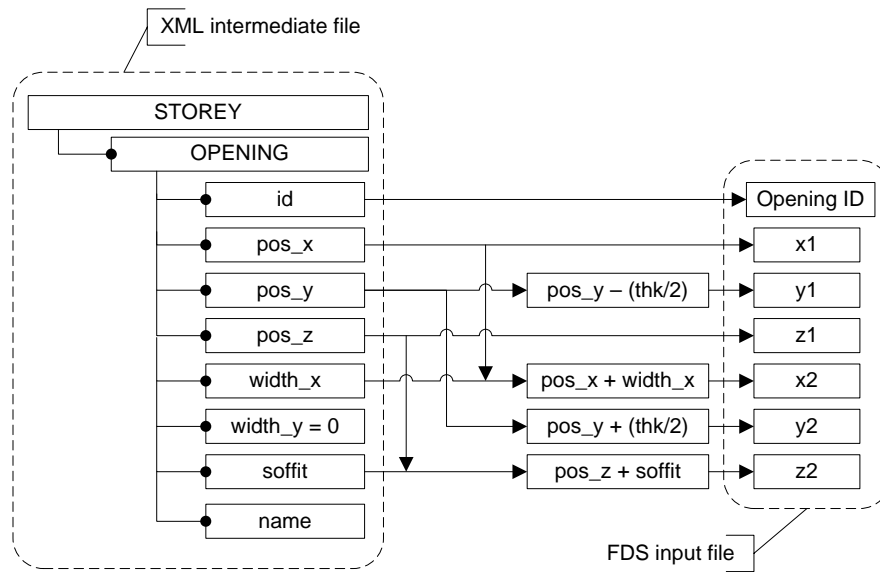 XML intermediate file
STOREY
OPENING
id
Opening ID
pos_x
x1
pos_y
pos_y – (thk/2)
y1
pos_z
z1
width_x
pos_x + width_x
x2
width_y = 0
pos_y + (thk/2)
y2
soffit
pos_z + soffit
z2
name
FDS input file